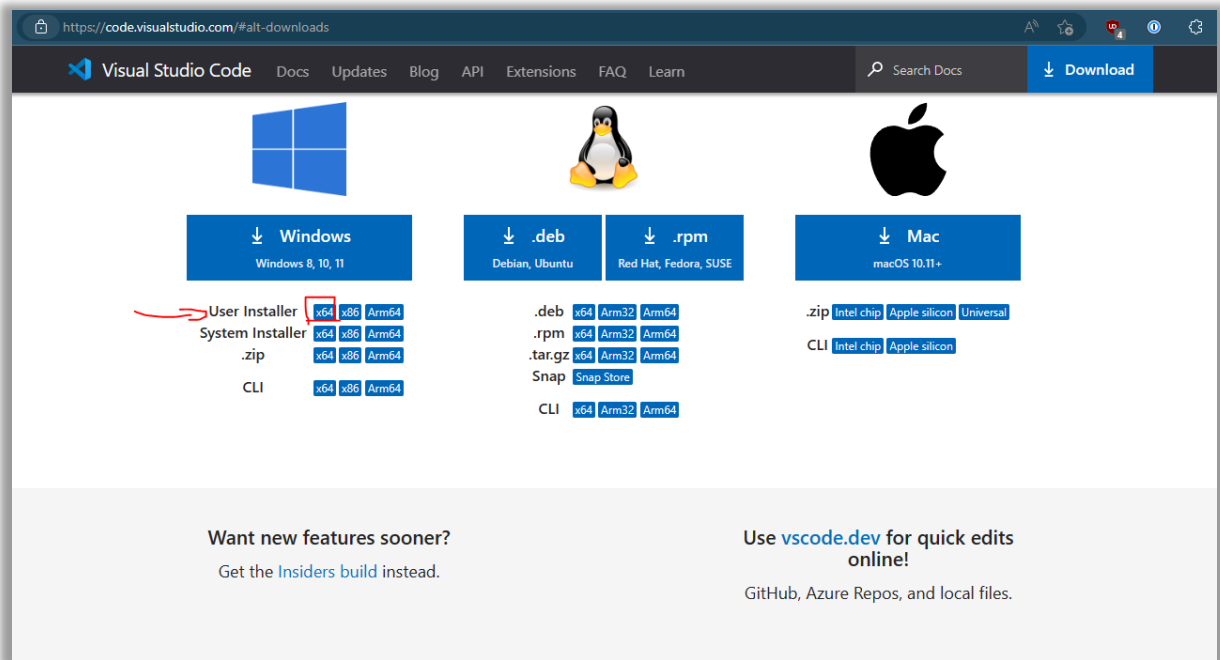 https://code.visualstudio.com/#alt-downloads
4
Visual Studio Code Docs Updates Blog API Extensions FAQ Learn Search Docs Download
Windows
Windows 8, 10, 11
.deb
Debian, Ubuntu
.rpm
Red Hat, Fedora, SUSE
Mac
macOS 10.11+
User Installer x64 x86 Arm64
System Installer x64 x86 Arm64
.zip x64 x86 Arm64
CLI x64 x86 Arm64
.deb x64 Arm32 Arm64
.rpm x64 Arm32 Arm64
.tar.gz x64 Arm32 Arm64
Snap Snap Store
CLI x64 Arm32 Arm64
.zip Intel chip Apple silicon Universal
CLI Intel chip Apple silicon
Want new features sooner?
Get the Insiders build instead.
Use vscode.dev for quick edits
online!
GitHub, Azure Repos, and local files.